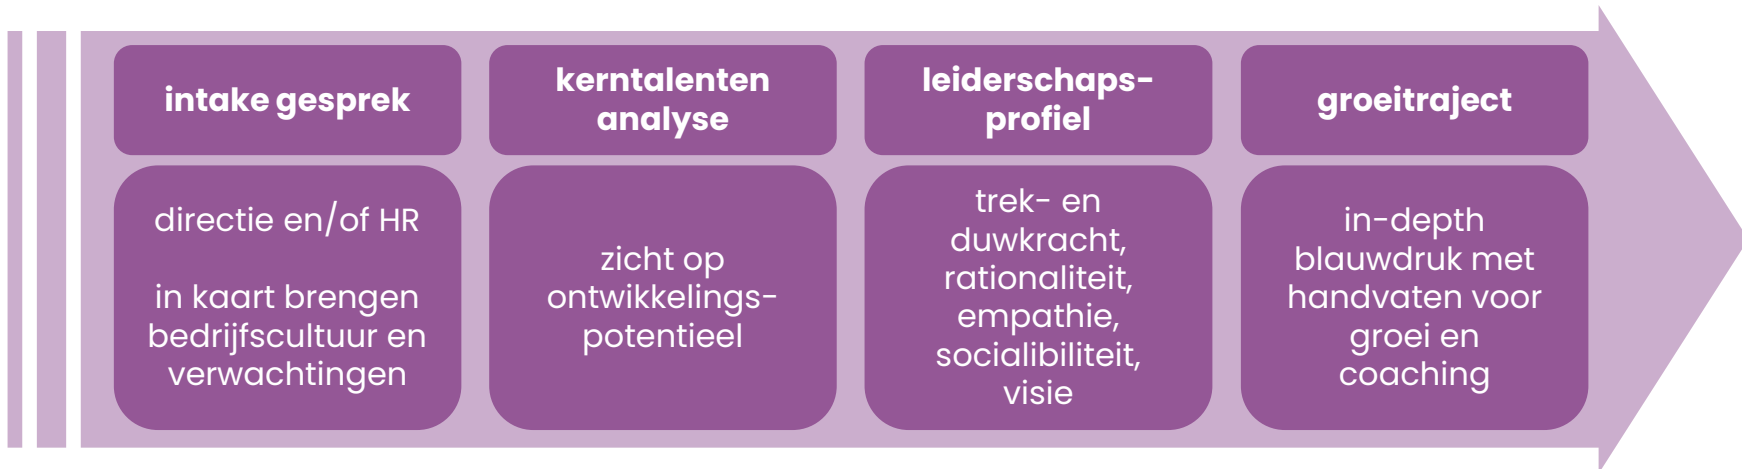 intake gesprek
directie en/of HR
in kaart brengen
bedrijfscultuur en
verwachtingen
kerntalenten
analyse
zicht op
ontwikkelings-
potentieel
leiderschaps-
profiel
trek- en
duwkracht,
rationaliteit,
empathie,
socialibiliteit,
visie
groeitraject
in-depth
blauwdruk met
handvaten voor
groei en
coaching